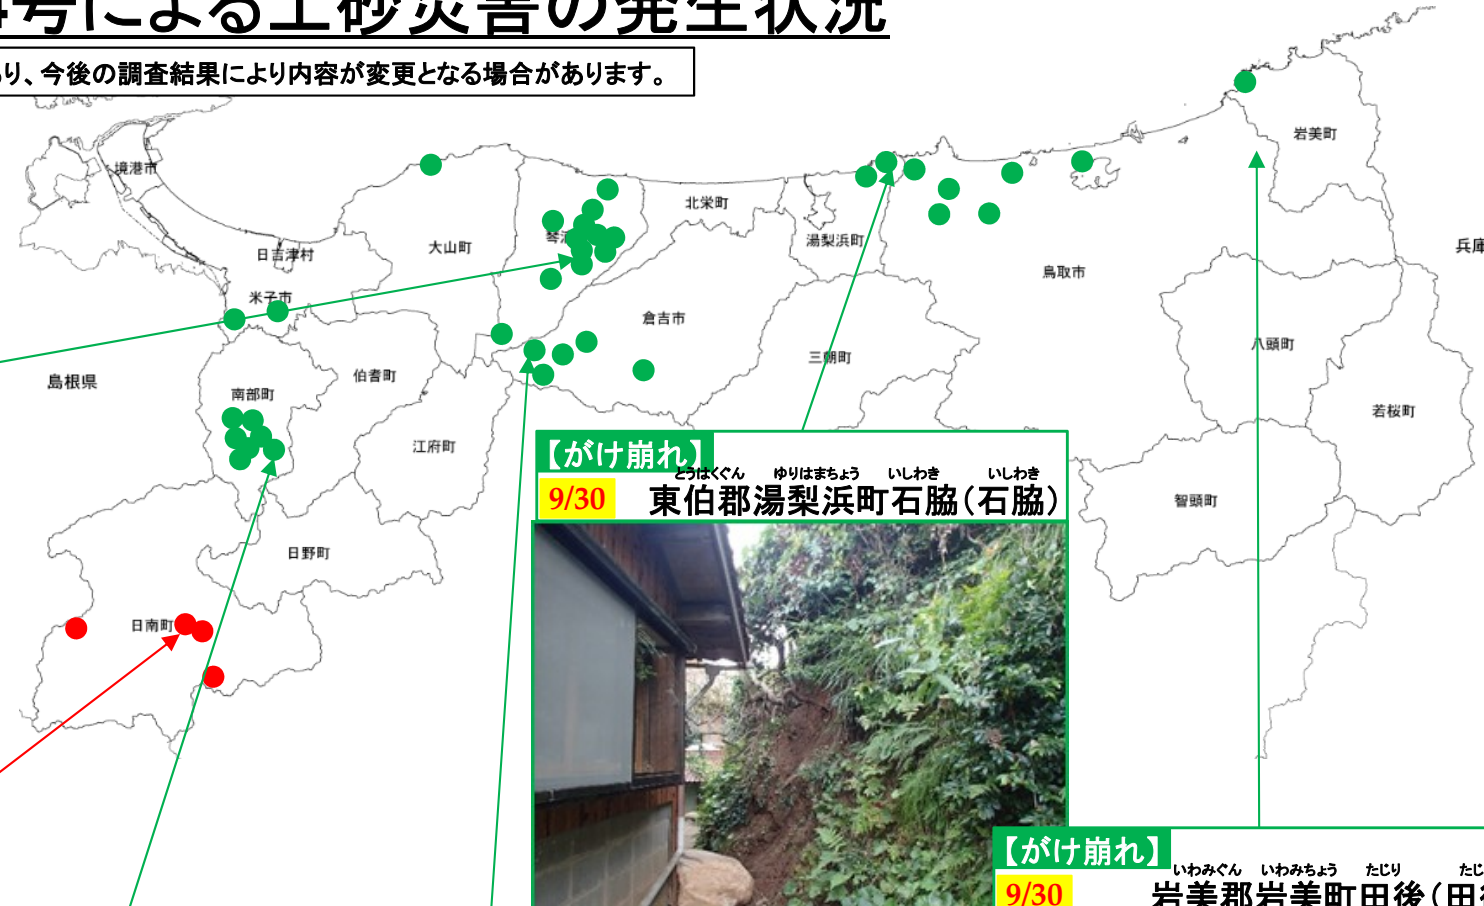 号による土砂災害の発生状況
り、今後の調査結果により内容が変更となる場合があります。
岩美町
境港市
北栄町
湯梨浜町
大山町
日吉津村
兵庫
鳥取市
米子市
倉吉市
八頭町
三朝町
島根県
伯耆町
南部町
若桜町
江府町
智頭町
日野町
日南町
【がけ崩れ】
とうはくぐん ゆりはまちょう いしわき いしわき
9/30 東伯郡湯梨浜町石脇(石脇)
【がけ崩れ】
いわみぐん いわみちょう たじり たじ
9/30 岩美郡岩美町田後(田後